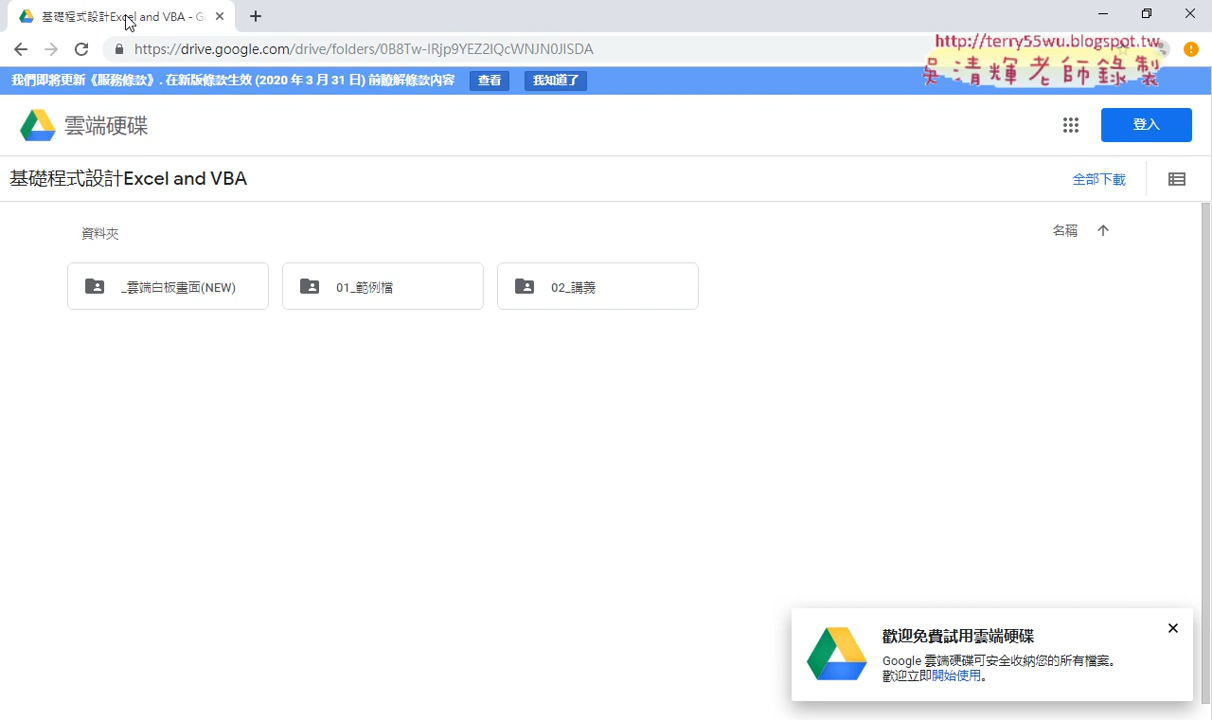 基礎程式設計Excel and VBA - Go
https://drive.google.com/drive/folders/0B8Tw-IRjp9YEZ2lQcWNJN0JISDA
http://terry55wu.blogspot.tw
吳清輝老師錄製
我們即將更新《服務條款》. 在新版條款生效 (2020 年 3 月 31 日) 前瞭解條款內容 查看 我知道了
雲端硬碟
登入
基礎程式設計Excel and VBA
全部下載
資料夾
名稱
_雲端白板畫面(NEW)
01_範例檔
02_講義
歡迎免費試用雲端硬碟
Google 雲端硬碟可安全收納您的所有檔案。
歡迎立即開始使用。